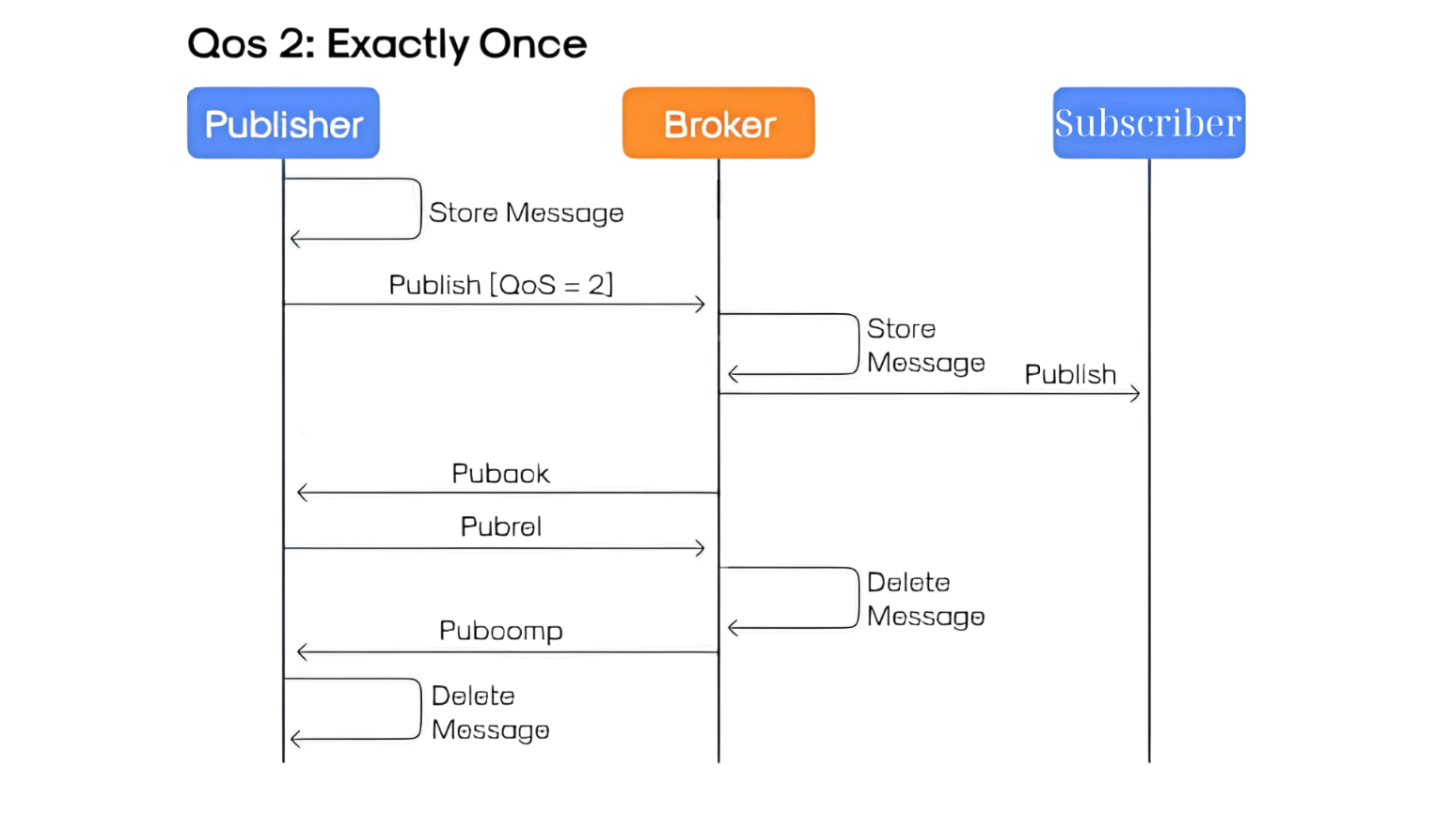 Qos 2: Exactly Once
Publisher
Broker
Subscriber
Store Message
Publish [QoS = 2]
Store
Message
Publish
Puback
Pubrel
Delete
Message
Puboomp
Delete
Message